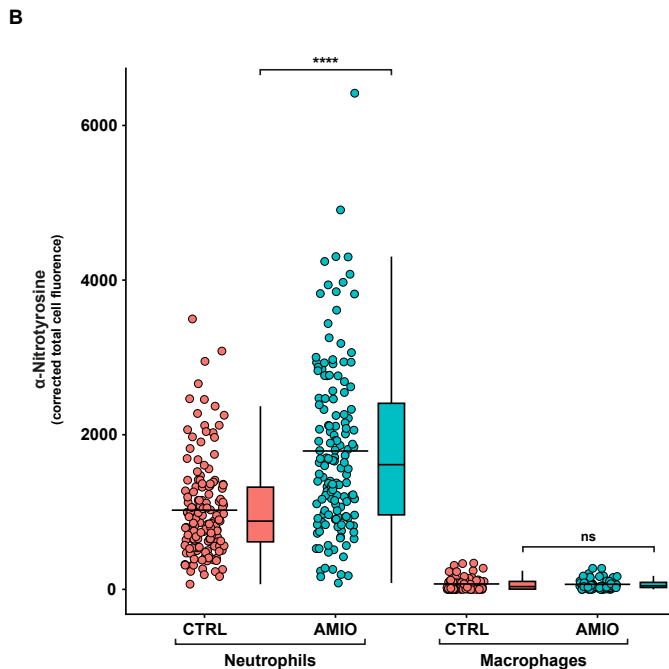 B
****
6000
4000
2000
0
α-Nitrotyrosine
(corrected total cell fluorence)
ns
CTRL AMIO CTRL AMIO
Neutrophils Macrophages